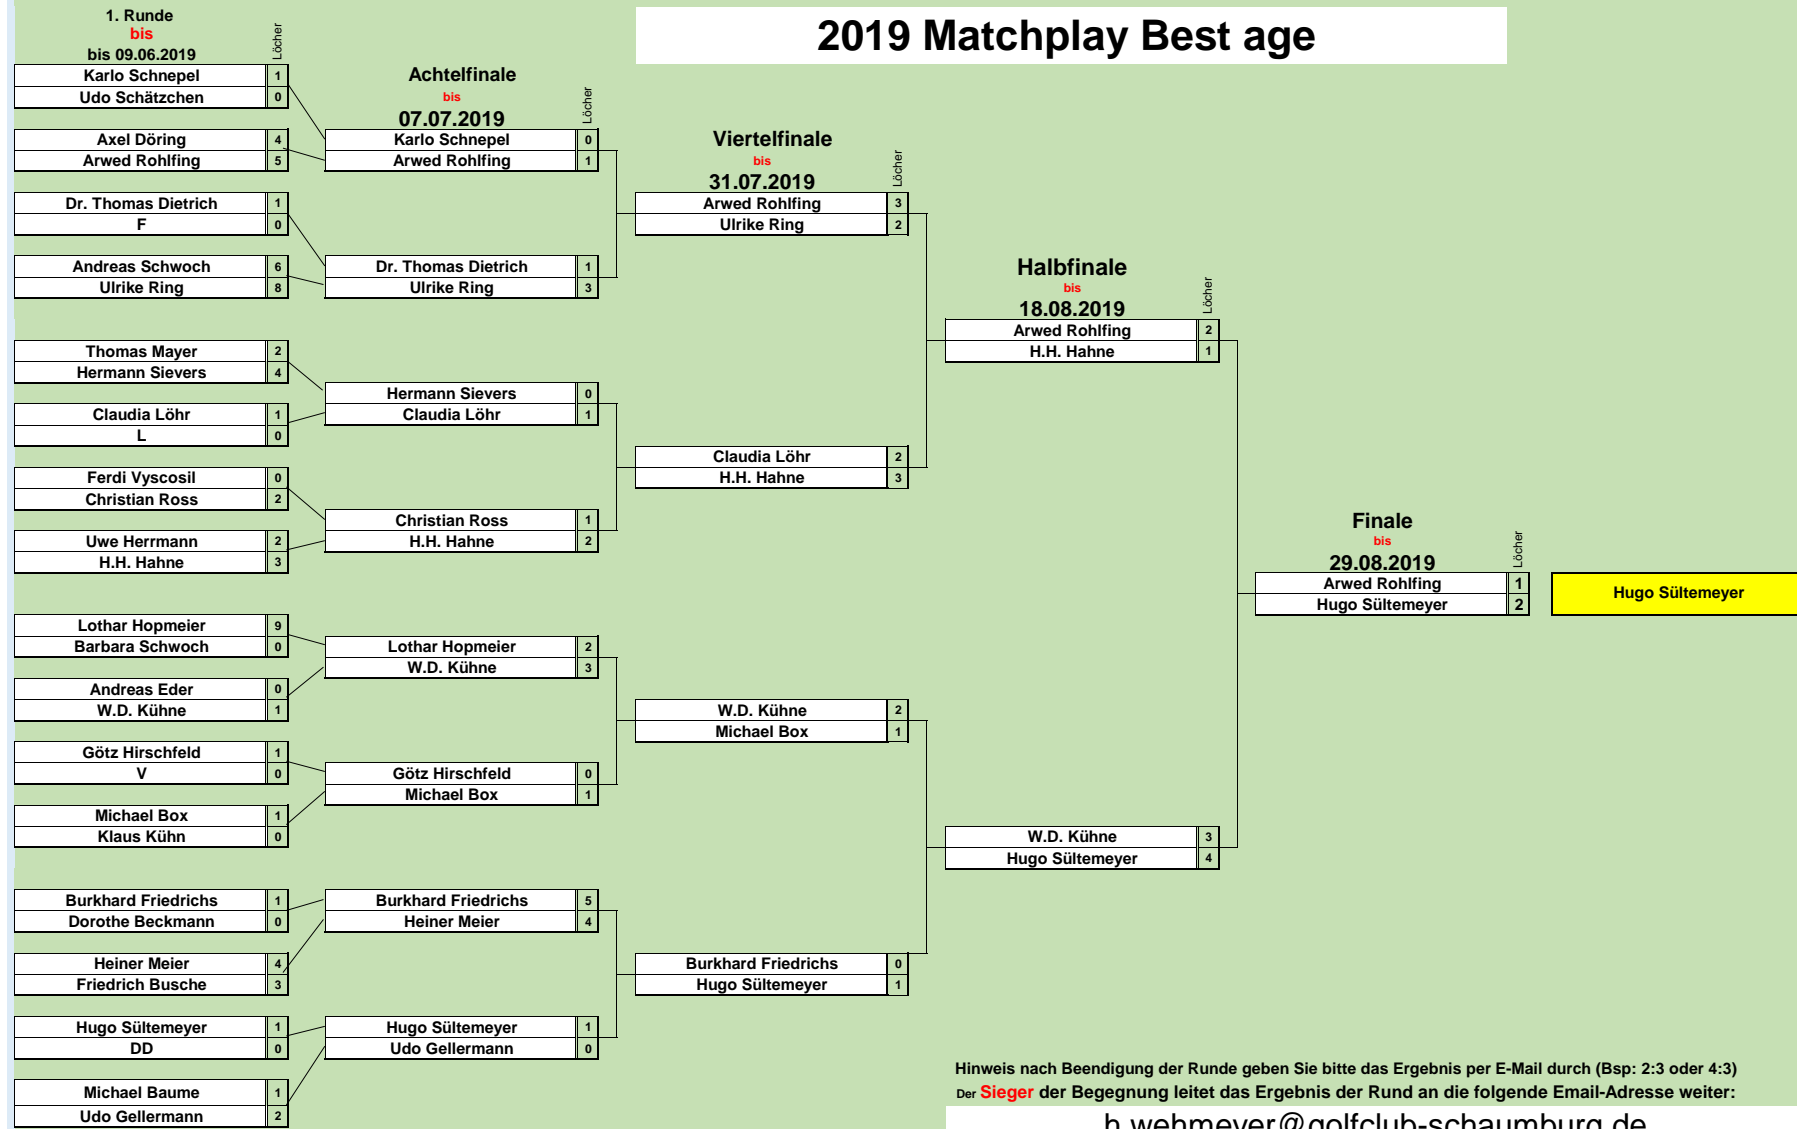 2019 Matchplay Best age
1. Runde
bis
bis 09.06.2019
Löcher
Karlo Schnepel 1
Udo Schätzchen 0
Axel Döring 4
Arwed Rohlfing 5
Dr. Thomas Dietrich 1
F 0
Andreas Schwoch 6
Ulrike Ring 8
Thomas Mayer 2
Hermann Sievers 4
Claudia Löhr 1
L 0
Ferdi Vyscosil 0
Christian Ross 2
Uwe Herrmann 2
H.H. Hahne 3
Lothar Hopmeier 9
Barbara Schwoch 0
Andreas Eder 0
W.D. Kühne 1
Götz Hirschfeld 1
V 0
Michael Box 1
Klaus Kühn 0
Burkhard Friedrichs 1
Dorothe Beckmann 0
Heiner Meier 4
Friedrich Busche 3
Hugo Sültemeyer 1
DD 0
Michael Baume 1
Udo Gellermann 2
Achtelfinale
bis
07.07.2019
Löcher
Karlo Schnepel 0
Arwed Rohlfing 1
Dr. Thomas Dietrich 1
Ulrike Ring 3
Hermann Sievers 0
Claudia Löhr 1
Christian Ross 1
H.H. Hahne 2
Lothar Hopmeier 2
W.D. Kühne 3
Götz Hirschfeld 0
Michael Box 1
Burkhard Friedrichs 5
Heiner Meier 4
Hugo Sültemeyer 1
Udo Gellermann 0
Viertelfinale
bis
31.07.2019
Löcher
Arwed Rohlfing 3
Ulrike Ring 2
Claudia Löhr 2
H.H. Hahne 3
W.D. Kühne 2
Michael Box 1
Burkhard Friedrichs 0
Hugo Sültemeyer 1
Halbfinale
bis
18.08.2019
Löcher
Arwed Rohlfing 2
H.H. Hahne 1
W.D. Kühne 3
Hugo Sültemeyer 4
Finale
bis
29.08.2019
Löcher
Arwed Rohlfing 1
Hugo Sültemeyer 2
Hugo Sültemeyer
Hinweis nach Beendigung der Runde geben Sie bitte das Ergebnis per E-Mail durch (Bsp: 2:3 oder 4:3)
Der Sieger der Begegnung leitet das Ergebnis der Rund an die folgende Email-Adresse weiter:
h.wehmeyer@golfclub-schaumburg.de